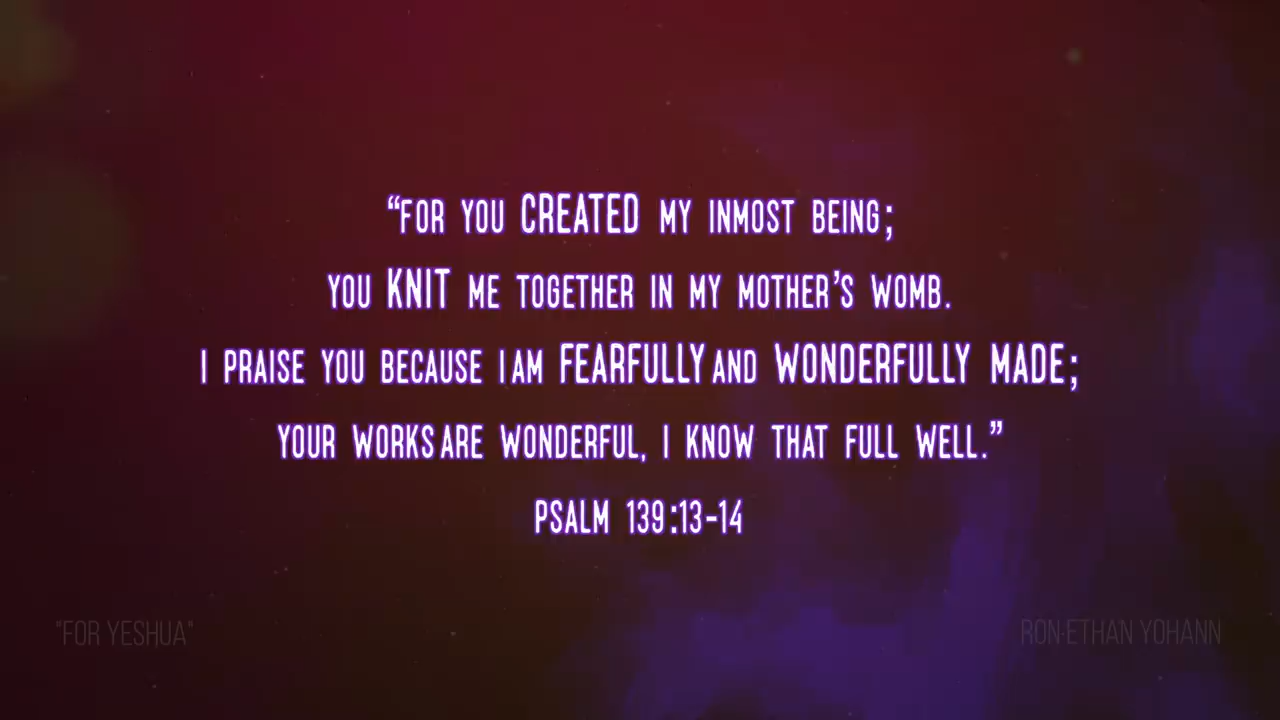 “FOR YOU CREATED MY INMOST BEING;
YOU KNIT ME TOGETHER IN MY MOTHER’S WOMB.
I PRAISE YOU BECAUSE I AM FEARFULLY AND WONDERFULLY MADE;
YOUR WORKS ARE WONDERFUL, I KNOW THAT FULL WELL.”
PSALM 139:13-14
"FOR YESHUA"
RON·ETHAN YOHANN